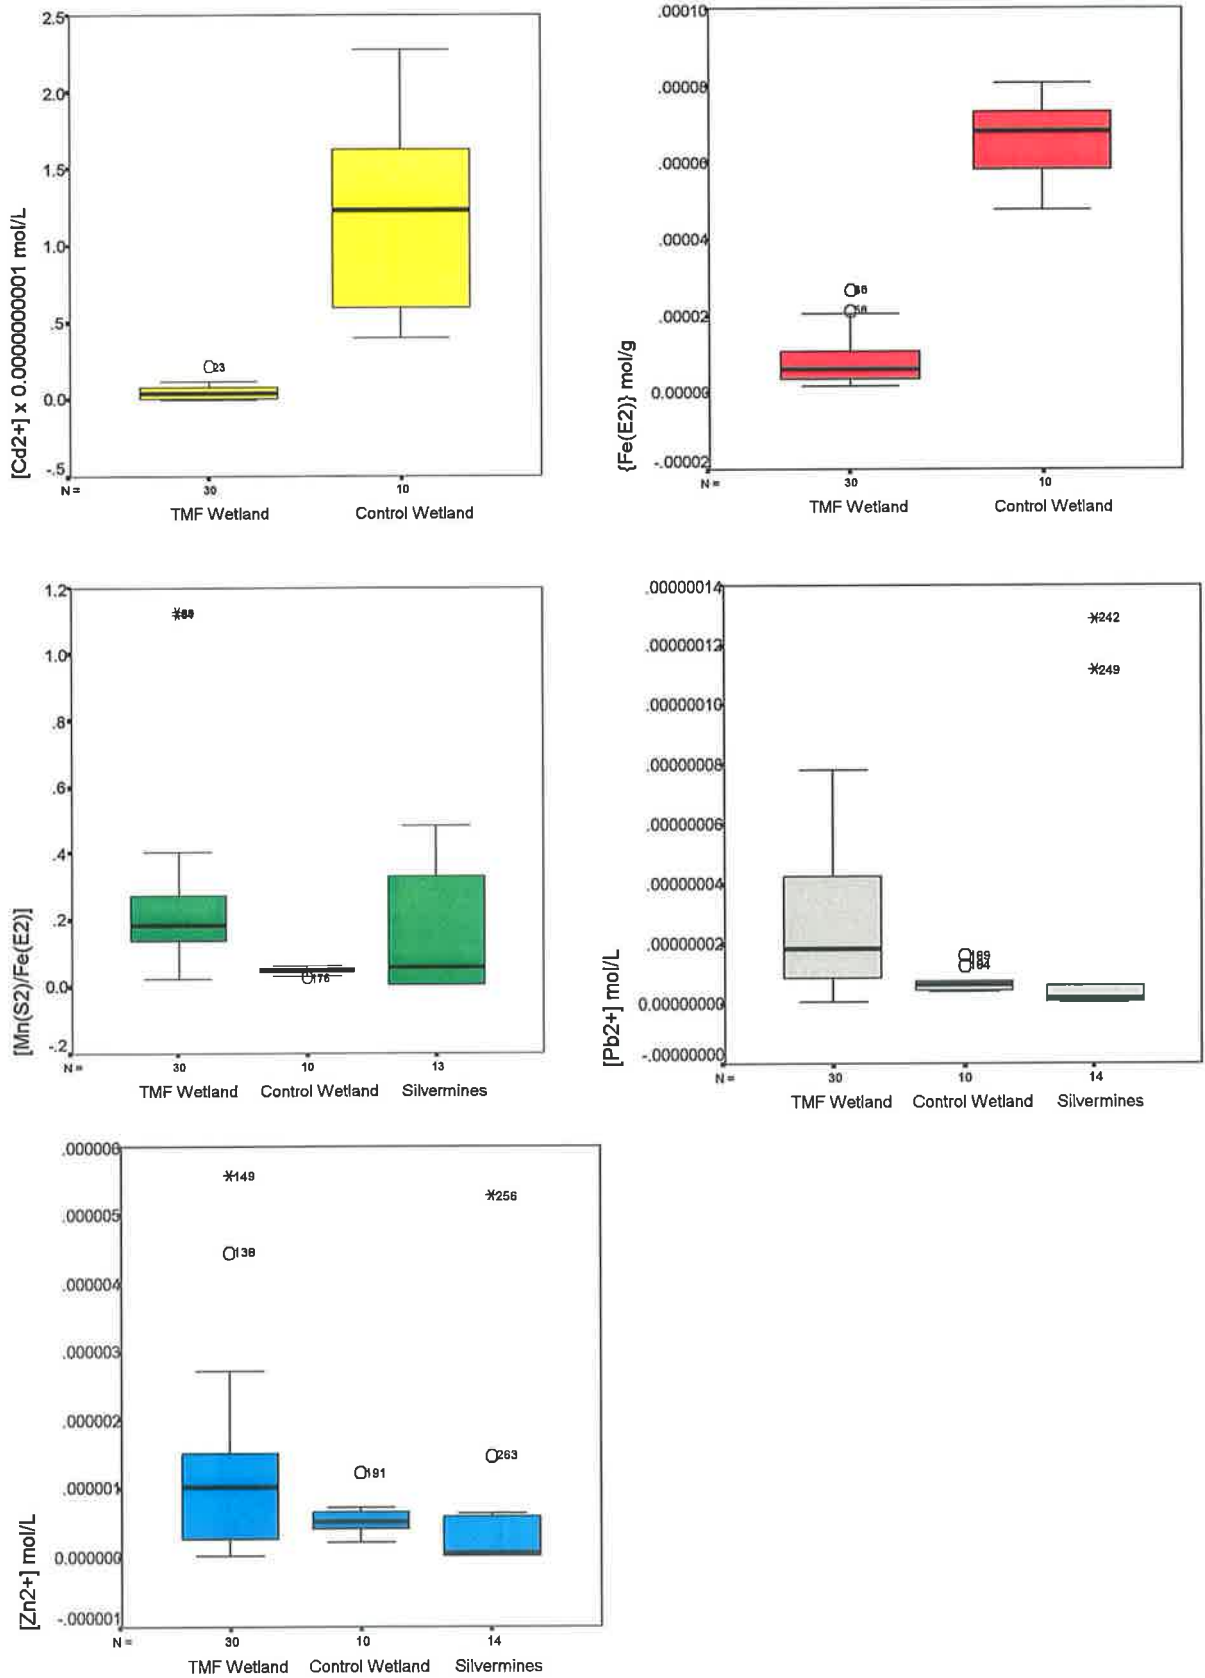 2.5
2.0
1.5
1.0
.5
0.0
-.5
[Cd2+] x 0.0000000001 mol/L
23
N =
30
10
TMF Wetland
Control Wetland
.00010
.00008
.00006
.00004
.00002
0.00000
-.00002
{Fe(E2)} mol/g
58
N =
30
10
TMF Wetland
Control Wetland
1.2
1.0
.8
.6
.4
.2
0.0
-.2
[Mn(S2)/Fe(E2)]
176
N =
30
10
13
TMF Wetland
Control Wetland
Silvermines
.00000014
.00000012
.00000010
.00000008
.00000006
.00000004
.00000002
.00000000
-.00000000
[Pb2+] mol/L
242
249
N =
30
10
14
TMF Wetland
Control Wetland
Silvermines
.000006
.000005
.000004
.000003
.000002
.000001
0.000000
-.000001
[Zn2+] mol/L
149
138
191
256
263
N =
30
10
14
TMF Wetland
Control Wetland
Silvermines